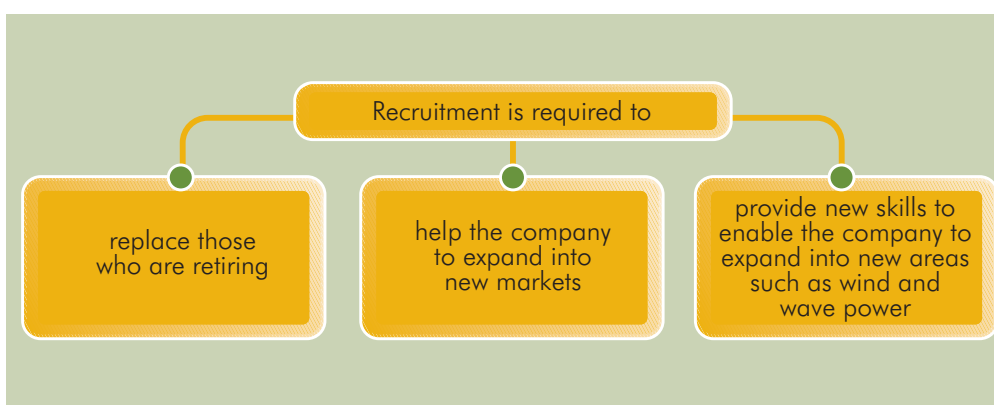 Recruitment is required to
replace those
who are retiring
help the company
to expand into
new markets
provide new skills to
enable the company to
expand into new areas
such as wind and
wave power